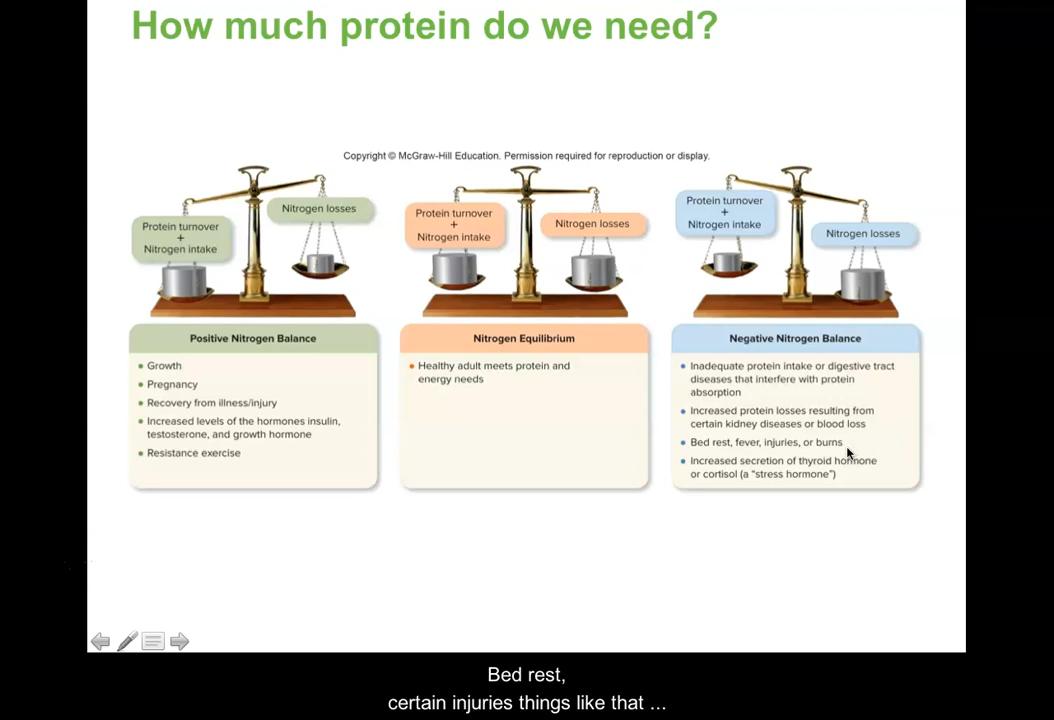 How much protein do we need?
Copyright © McGraw-Hill Education. Permission required for reproduction or display.
Protein turnover
+
Nitrogen intake
Nitrogen losses
Protein turnover
+
Nitrogen intake
Nitrogen losses
Protein turnover
+
Nitrogen intake
Nitrogen losses
Positive Nitrogen Balance
• Growth
• Pregnancy
• Recovery from illness/injury
• Increased levels of the hormones insulin,
testosterone, and growth hormone
• Resistance exercise
Nitrogen Equilibrium
• Healthy adult meets protein and
energy needs
Negative Nitrogen Balance
• Inadequate protein intake or digestive tract
diseases that interfere with protein
absorption
• Increased protein losses resulting from
certain kidney diseases or blood loss
• Bed rest, fever, injuries, or burns
• Increased secretion of thyroid hormone
or cortisol (a “stress hormone”)
Bed rest,
certain injuries things like that ...